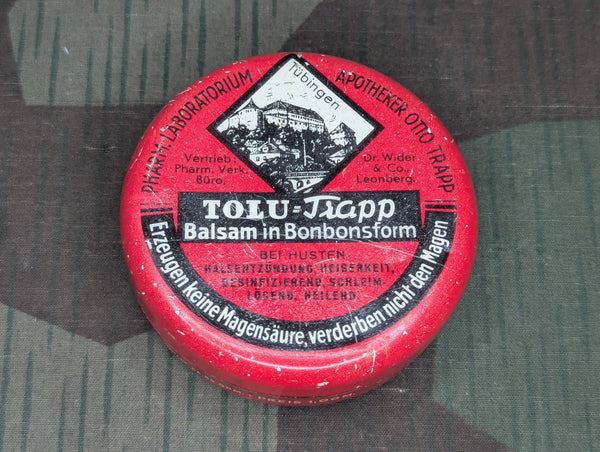 PHARM. LABORATORIUM APOTHEKER OTTO TRAPP
Tübingen
Vertrieb:
Pharm. Verk.
Büro,
Dr. Wider
& Co.
Leonberg.
TOLU=Trapp
Balsam in Bonbonsform
BEI HUSTEN
HALSENTZÜNDUNG, HEISERKEIT,
DESINFIZIEREND, SCHLEIM-
LÖSEND, HEILEND.
Erzeugen keine Magensäure, verderben nicht den Magen